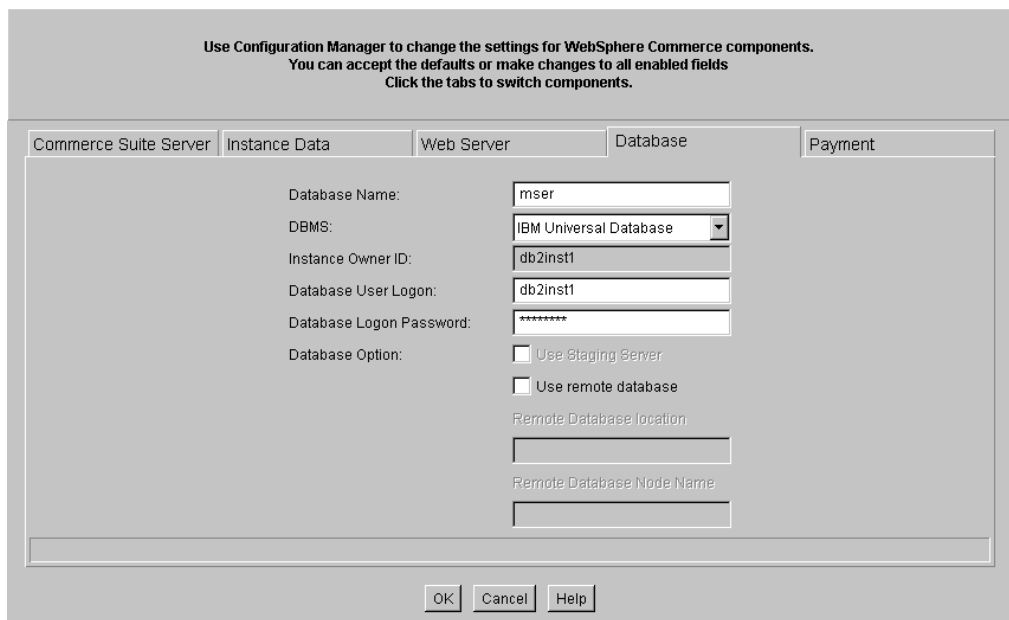 Use Configuration Manager to change the settings for WebSphere Commerce components.
You can accept the defaults or make changes to all enabled fields
Click the tabs to switch components.
Commerce Suite Server Instance Data Web Server Database Payment
Database Name: mser
DBMS: IBM Universal Database
Instance Owner ID: db2inst1
Database User Logon: db2inst1
Database Logon Password: ********
Database Option: Use Staging Server
Use remote database
Remote Database location
Remote Database Node Name
OK Cancel Help